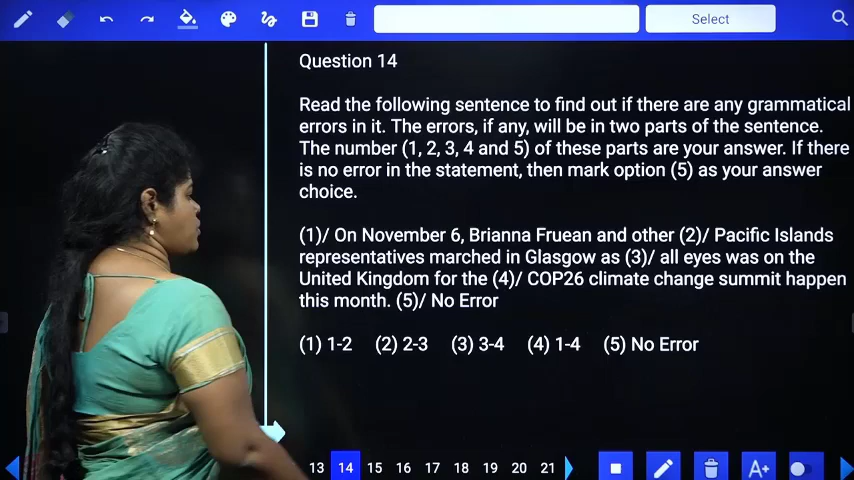 Select
Question 14
Read the following sentence to find out if there are any grammatical
errors in it. The errors, if any, will be in two parts of the sentence.
The number (1, 2, 3, 4 and 5) of these parts are your answer. If there
is no error in the statement, then mark option (5) as your answer
choice.
(1)/ On November 6, Brianna Fruean and other (2)/ Pacific Islands
representatives marched in Glasgow as (3)/ all eyes was on the
United Kingdom for the (4)/ COP26 climate change summit happen
this month. (5)/ No Error
(1) 1-2 (2) 2-3 (3) 3-4 (4) 1-4 (5) No Error
13 14 15 16 17 18 19 20 21 A+